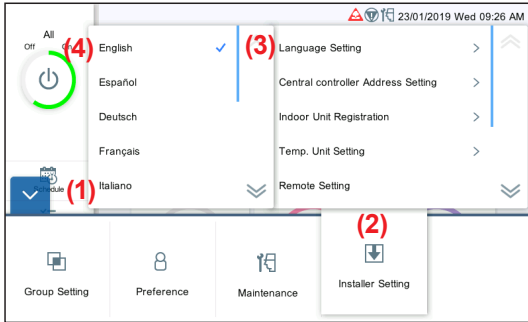 23/01/2019 Wed 09:26 AM
All
Off On
(4)
English
Español
Deutsch
Français
Italiano
(3)
Language Setting
Central controller Address Setting
Indoor Unit Registration
Temp. Unit Setting
Remote Setting
Schedule
(1)
(2)
Group Setting
Preference
Maintenance
Installer Setting